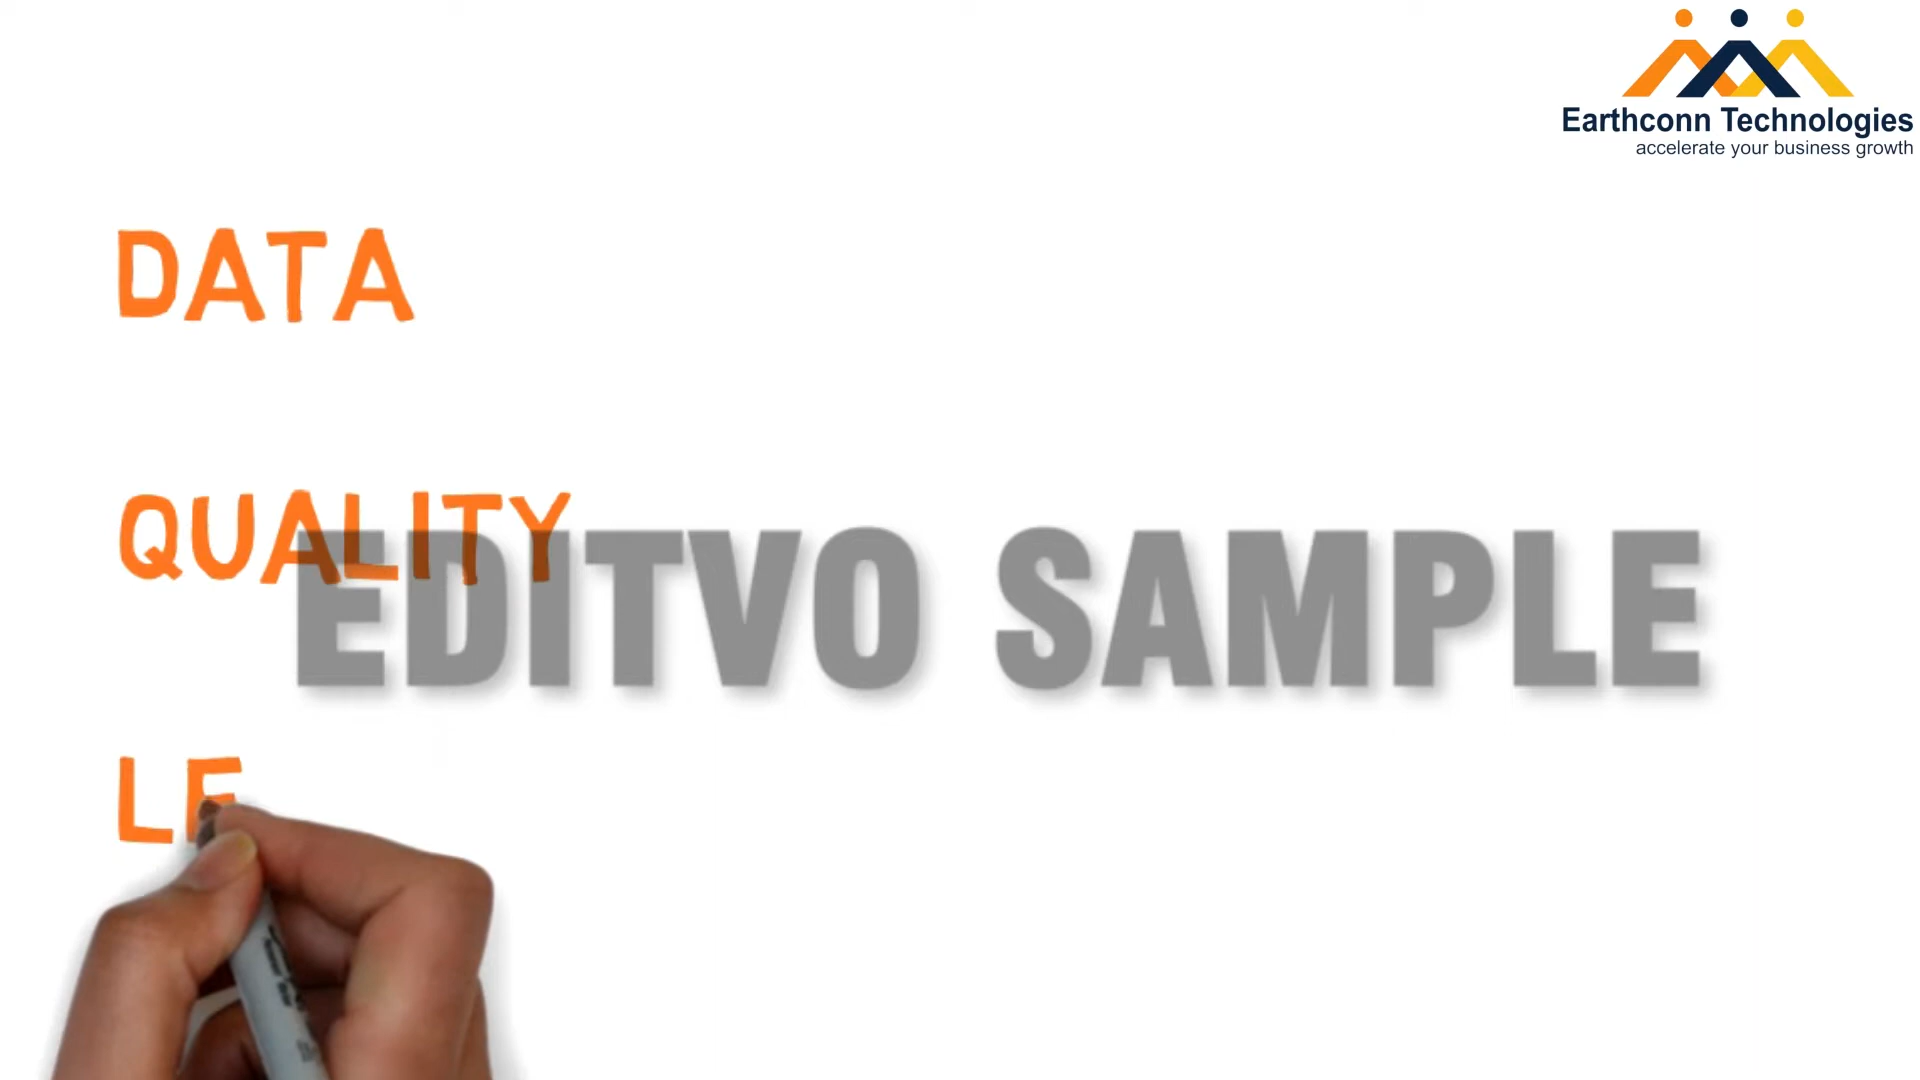 Earthconn Technologies
accelerate your business growth
DATA
QUALITY
EDITVO SAMPLE
LE